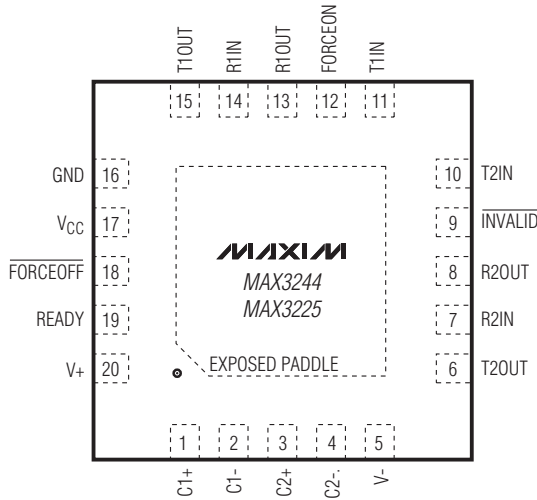 T1OUT
R1IN
R1OUT
FORCEON
T1IN
15 14 13 12 11
GND 16
VCC 17
FORCEOFF 18
READY 19
V+ 20
10 T2IN
9 INVALID
8 R2OUT
7 R2IN
6 T2OUT
MAXIM
MAX3244
MAX3225
EXPOSED PADDLE
1 2 3 4 5
C1+
C1-
C2+
C2-.
V-